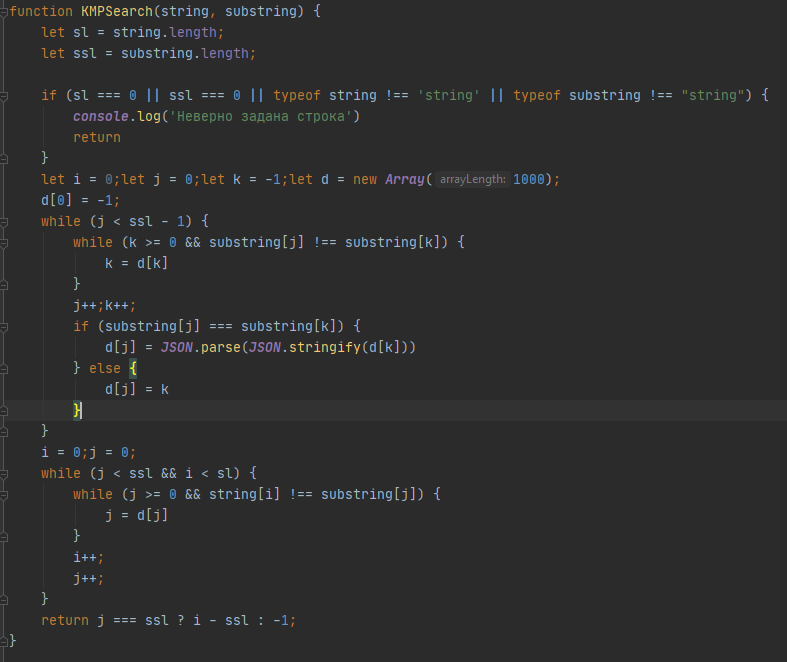 function KMPSearch(string, substring) {
    let sl = string.length;
    let ssl = substring.length;

    if (sl === 0 || ssl === 0 || typeof string !== 'string' || typeof substring !== "string") {
        console.log('Неверно задана строка')
        return
    }
    let i = 0;let j = 0;let k = -1;let d = new Array( arrayLength: 1000);
    d[0] = -1;
    while (j < ssl - 1) {
        while (k >= 0 && substring[j] !== substring[k]) {
            k = d[k]
        }
        j++;k++;
        if (substring[j] === substring[k]) {
            d[j] = JSON.parse(JSON.stringify(d[k]))
        } else {
            d[j] = k
        }
    }
    i = 0;j = 0;
    while (j < ssl && i < sl) {
        while (j >= 0 && string[i] !== substring[j]) {
            j = d[j]
        }
        i++;
        j++;
    }
    return j === ssl ? i - ssl : -1;
}